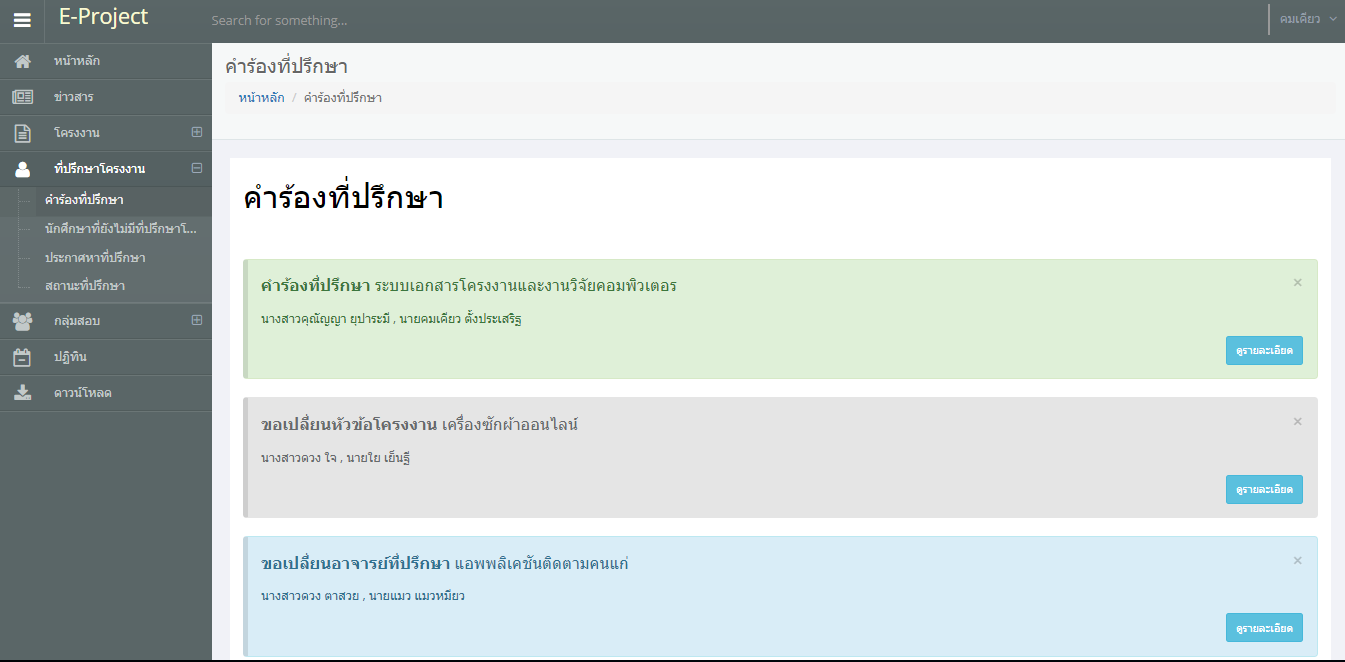 E-Project
Search for something...
คมเคียว
หน้าหลัก
ข่าวสาร
โครงงาน
ที่ปรึกษาโครงงาน
คำร้องที่ปรึกษา
นักศึกษาที่ยังไม่มีที่ปรึกษาโ...
ประกาศหาที่ปรึกษา
สถานะที่ปรึกษา
กลุ่มสอบ
ปฏิทิน
ดาวน์โหลด
คำร้องที่ปรึกษา
หน้าหลัก / คำร้องที่ปรึกษา
คำร้องที่ปรึกษา
คำร้องที่ปรึกษา ระบบเอกสารโครงงานและงานวิจัยคอมพิวเตอร
นางสาวคุณัญญา ยุปาระมี , นายคมเคียว ตั้งประเสริฐ
ดูรายละเอียด
ขอเปลี่ยนหัวข้อโครงงาน เครื่องซักผ้าออนไลน์
นางสาวดวง ใจ , นายใย เย็นฐี
ดูรายละเอียด
ขอเปลี่ยนอาจารย์ที่ปรึกษา แอพพลิเคชันติดตามคนแก่
นางสาวดวง ตาสวย , นายแมว แมวหมียว
ดูรายละเอียด